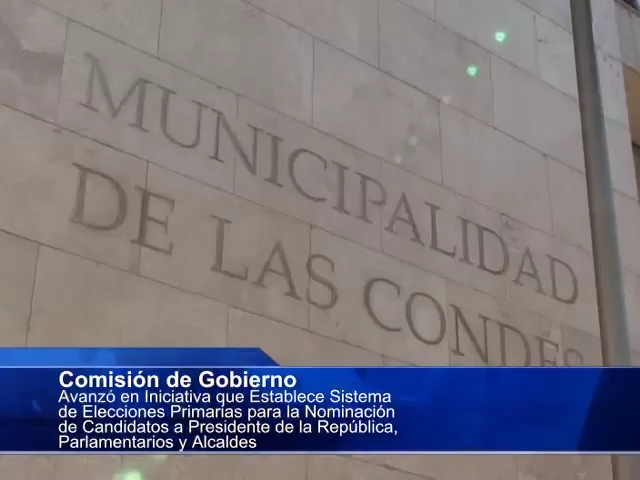 MUNICIPALIDAD
DE LAS CONDES
Comisión de Gobierno
Avanzó en Iniciativa que Establece Sistema
de Elecciones Primarias para la Nominación
de Candidatos a Presidente de la República,
Parlamentarios y Alcaldes